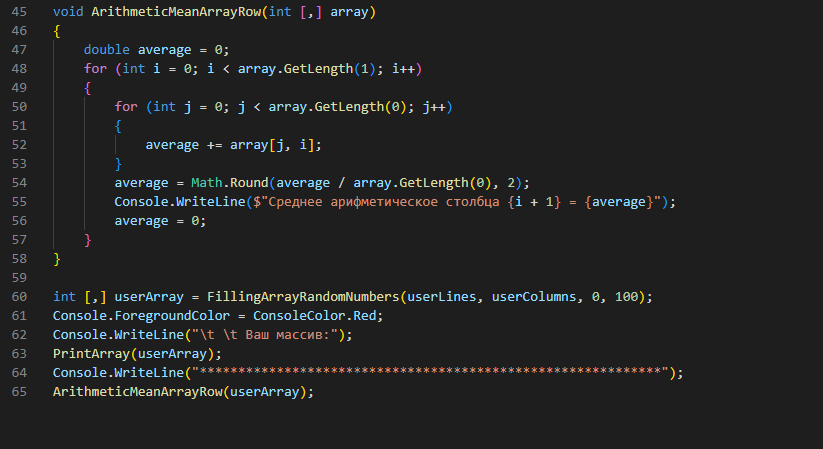 45 void ArithmeticMeanArrayRow(int [,] array)
46 {
47     double average = 0;
48     for (int i = 0; i < array.GetLength(1); i++)
49     {
50         for (int j = 0; j < array.GetLength(0); j++)
51         {
52             average += array[j, i];
53         }
54         average = Math.Round(average / array.GetLength(0), 2);
55         Console.WriteLine($"Среднее арифметическое столбца {i + 1} = {average}");
56         average = 0;
57     }
58 }
59
60 int [,] userArray = FillingArrayRandomNumbers(userLines, userColumns, 0, 100);
61 Console.ForegroundColor = ConsoleColor.Red;
62 Console.WriteLine("\t \t Ваш массив:");
63 PrintArray(userArray);
64 Console.WriteLine("************************************************************");
65 ArithmeticMeanArrayRow(userArray);